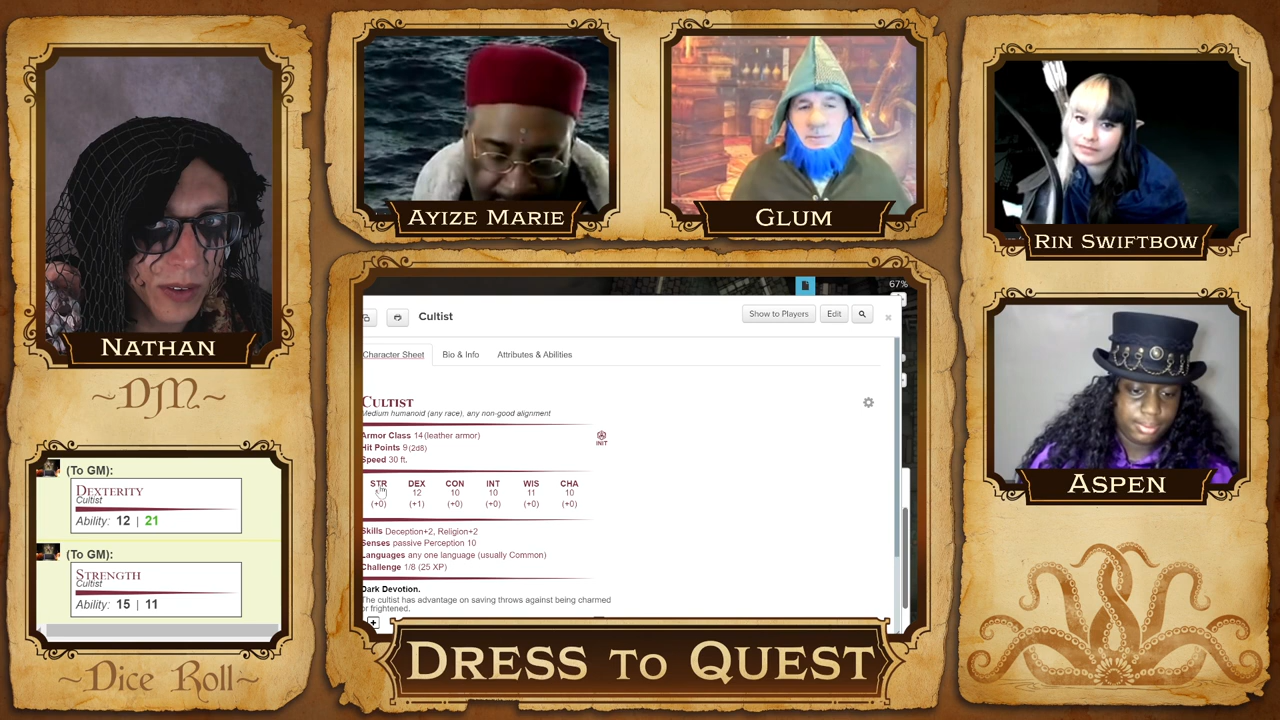 NATHAN
~DM~
(To GM):
DEXTERITY
Cultist
Ability: 12 | 21
(To GM):
STRENGTH
Cultist
Ability: 15 | 11
~Dice Roll~
AYIZE MARIE
GLUM
67%
Cultist
Show to Players
Edit
Character Sheet
Bio & Info
Attributes & Abilities
CULTIST
Medium humanoid (any race), any non-good alignment
Armor Class 14 (leather armor)
Hit Points 9 (2d8)
Speed 30 ft.
INIT
STR DEX CON INT WIS CHA
12 10 10 11 10
(+0) (+1) (+0) (+0) (+0) (+0)
Skills Deception+2, Religion+2
Senses passive Perception 10
Languages any one language (usually Common)
Challenge 1/8 (25 XP)
Dark Devotion.
The cultist has advantage on saving throws against being charmed
or frightened.
DRESS TO QUEST
RIN SWIFTBOW
ASPEN